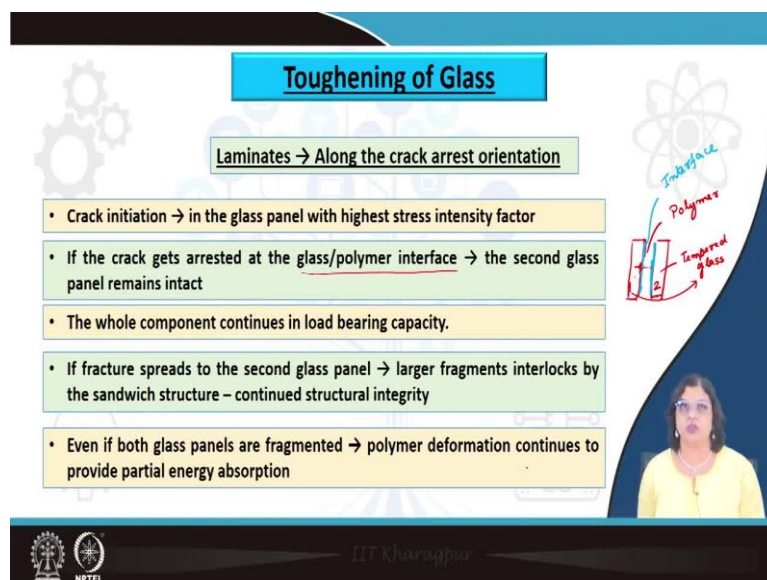 Toughening of Glass
Laminates → Along the crack arrest orientation
• Crack initiation → in the glass panel with highest stress intensity factor
• If the crack gets arrested at the glass/polymer interface → the second glass
panel remains intact
• The whole component continues in load bearing capacity.
• If fracture spreads to the second glass panel → larger fragments interlocks by
the sandwich structure – continued structural integrity
• Even if both glass panels are fragmented → polymer deformation continues to
provide partial energy absorption
Interface
Polymer
Tempered
glass
1
2
IIT Kharagpur
NPTEL